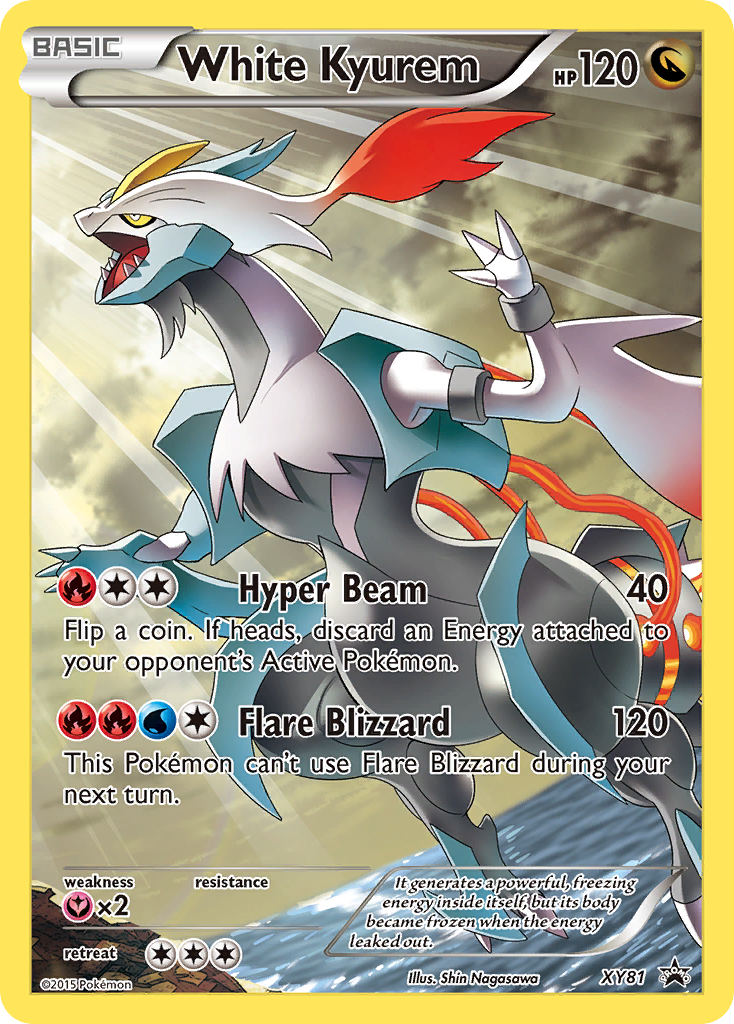 BASIC
White Kyurem
HP120
Hyper Beam 40
Flip a coin. If heads, discard an Energy attached to
your opponent's Active Pokémon.
Flare Blizzard 120
This Pokémon can't use Flare Blizzard during your
next turn.
weakness resistance
×2
It generates a powerful, freezing
energy inside itself, but its body
became frozen when the energy
leaked out.
retreat
©2015 Pokémon
Illus. Shin Nagasawa
XY81
PROMO